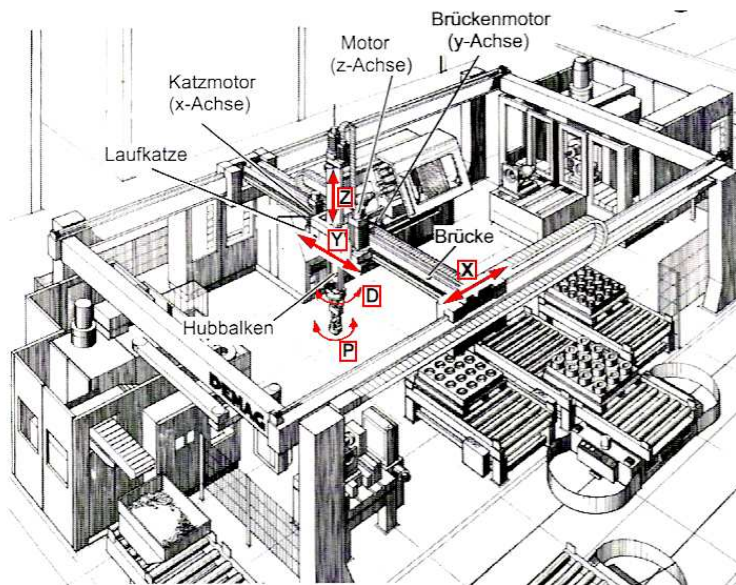 Brückenmotor
(y-Achse)
Motor
(z-Achse)
Katzmotor
(x-Achse)
Laufkatze
Z
Y
Brücke
X
D
Hubbalken
P
DEMAG